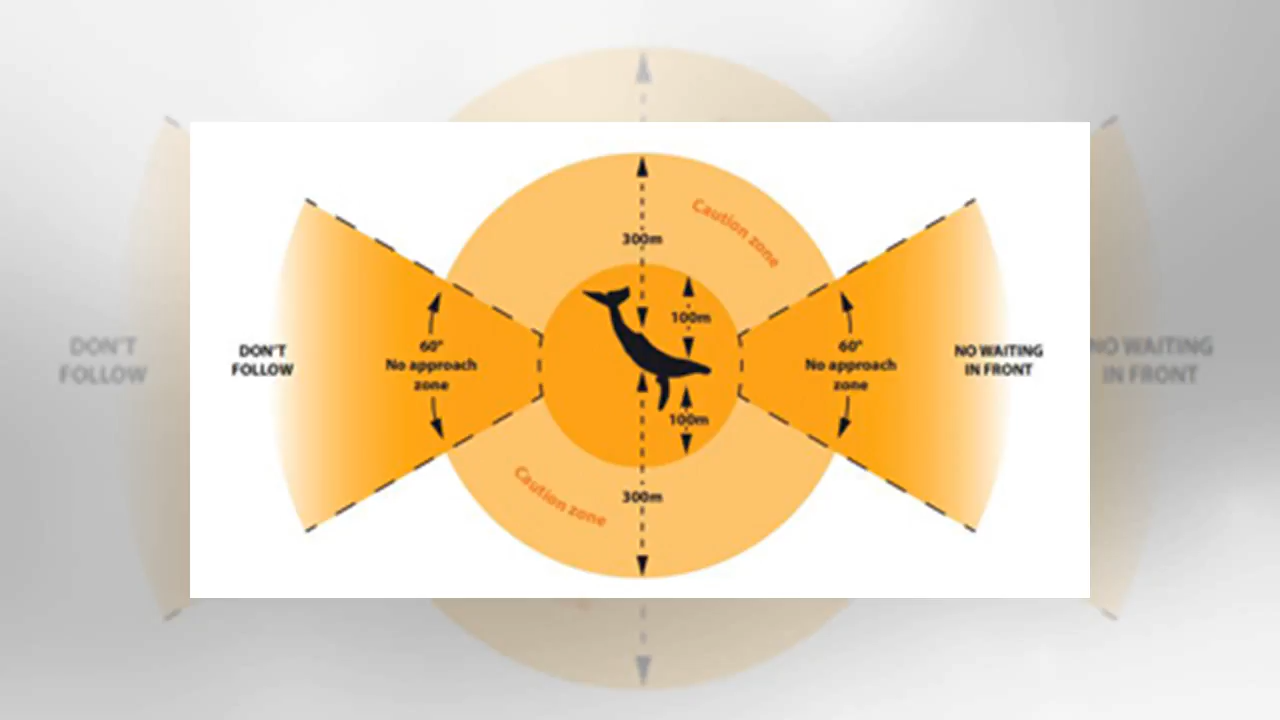 300m
Caution zone
100m
60°
No approach
zone
DON'T
FOLLOW
60°
No approach
zone
NO WAITING
IN FRONT
DON'T
FOLLOW
NO WAITING
IN FRONT
100m
Caution zone
300m